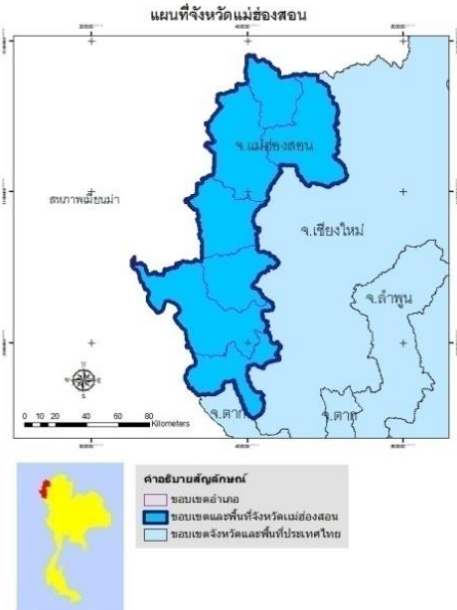 แผนที่จังหวัดแม่ฮ่องสอน
จ.แม่ฮ่องสอน
สหภาพเมียนม่า
จ.เชียงใหม่
จ.ลำพูน
จ.ตาก
จ.ตาก
N
W E
S
0 10 20 40 60 80
Kilometers
คำอธิบายสัญลักษณ์
ขอบเขตอำเภอ
ขอบเขตและพื้นที่จังหวัดแม่ฮ่องสอน
ขอบเขตจังหวัดและพื้นที่ประเทศไทย